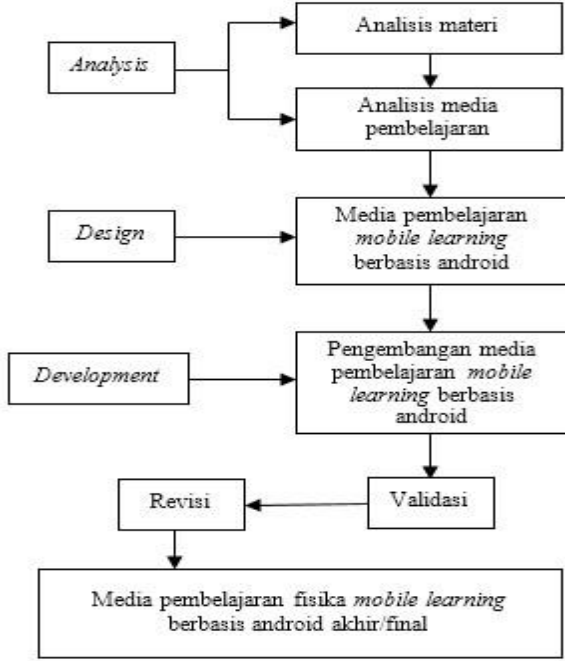 Analisis materi
Analysis
Analisis media
pembelajaran
Media pembelajaran
mobile learning
berbasis android
Design
Pengembangan media
pembelajaran mobile
learning berbasis
android
Development
Revisi
Validasi
Media pembelajaran fisika mobile learning
berbasis android akhir/final